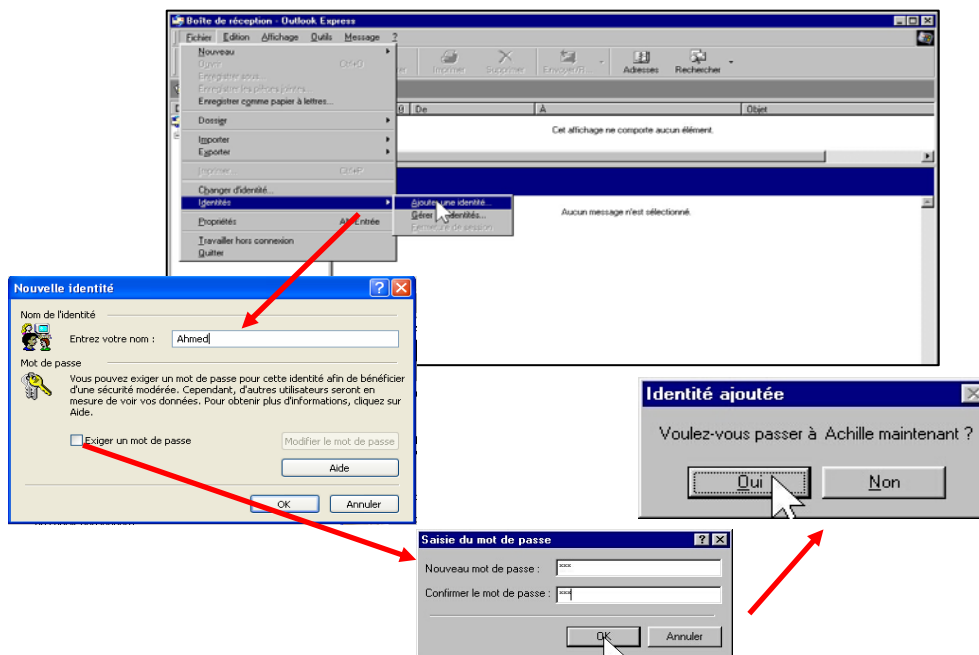 Boîte de réception - Outlook Express
Fichier Edition Affichage Outils Message ?
Nouveau
Ouvrir Ctrl+O
Enregistrer sous...
Enregistrer les pièces jointes...
Enregistrer comme papier à lettres...
Dossier
Importer
Exporter
Imprimer... Ctrl+P
Changer d'identité...
Identités
Propriétés Alt+Entrée
Travailler hors connexion
Quitter
Imprimer Supprimer Envoyer/R... Adresses Rechercher
De À Objet
Cet affichage ne comporte aucun élément.
Ajouter une identité...
Gérer identités...
Fermeture de session
Aucun message n'est sélectionné.
Nouvelle identité
Nom de l'identité
Entrez votre nom : Ahmed
Mot de passe
Vous pouvez exiger un mot de passe pour cette identité afin de bénéficier
d'une sécurité modérée. Cependant, d'autres utilisateurs seront en
mesure de voir vos données. Pour obtenir plus d'informations, cliquez sur
Aide.
Exiger un mot de passe Modifier le mot de passe
Aide
OK Annuler
Saisie du mot de passe
Nouveau mot de passe : ***
Confirmer le mot de passe : ***
OK Annuler
Identité ajoutée
Voulez-vous passer à Achille maintenant ?
Oui Non